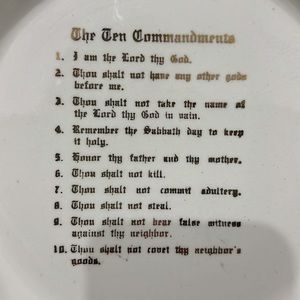 The Ten Commandments
1. I am the Lord thy God.
2. Thou shalt not have any other gods
before me.
3. Thou shalt not take the name of
the Lord thy God in vain.
4. Remember the Sabbath day to keep
it holy.
5. Honor thy father and thy mother.
6. Thou shalt not kill.
7. Thou shalt not commit adultery.
8. Thou shalt not steal.
9. Thou shalt not bear false witness
against thy neighbor.
10. Thou shalt not covet thy neighbor's
goods.